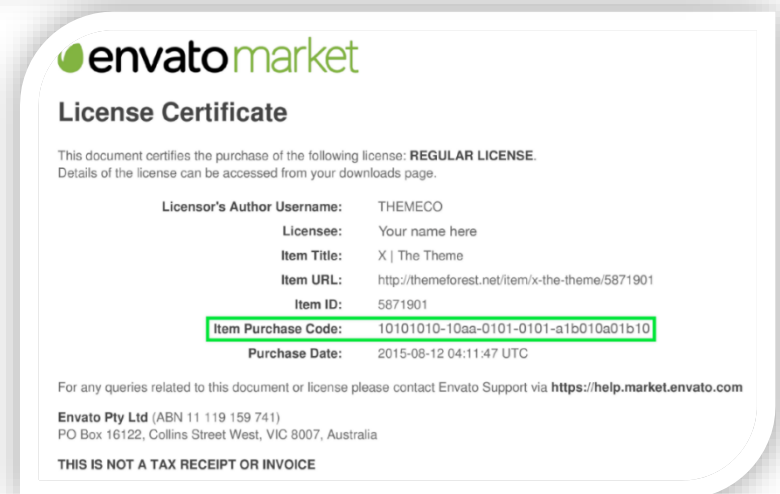 envatomarket
License Certificate
This document certifies the purchase of the following license: REGULAR LICENSE.
Details of the license can be accessed from your downloads page.
Licensor's Author Username: THEMECO
Licensee: Your name here
Item Title: X | The Theme
Item URL: http://themeforest.net/item/x-the-theme/5871901
Item ID: 5871901
Item Purchase Code: 10101010-10aa-0101-0101-a1b010a01b10
Purchase Date: 2015-08-12 04:11:47 UTC
For any queries related to this document or license please contact Envato Support via https://help.market.envato.com
Envato Pty Ltd (ABN 11 119 159 741)
PO Box 16122, Collins Street West, VIC 8007, Australia
THIS IS NOT A TAX RECEIPT OR INVOICE